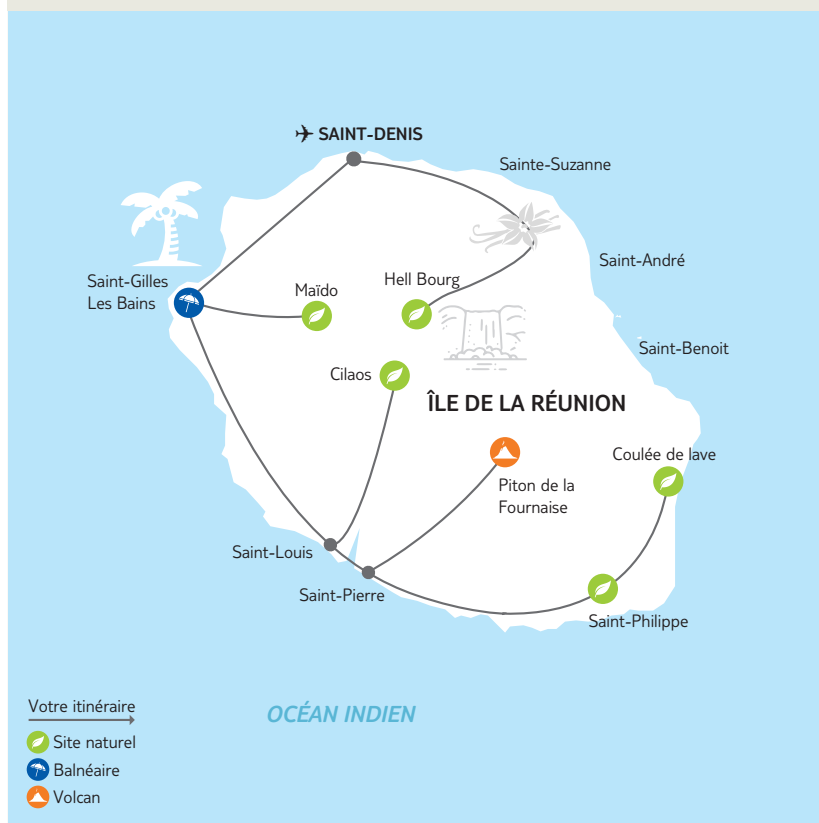 SAINT-DENIS
Sainte-Suzanne
Saint-André
Saint-Gilles
Les Bains
Maïdo
Hell Bourg
Saint-Benoit
Cilaos
ÎLE DE LA RÉUNION
Coulée de lave
Piton de la
Fournaise
Saint-Louis
Saint-Pierre
Saint-Philippe
OCÉAN INDIEN
Votre itinéraire
Site naturel
Balnéaire
Volcan